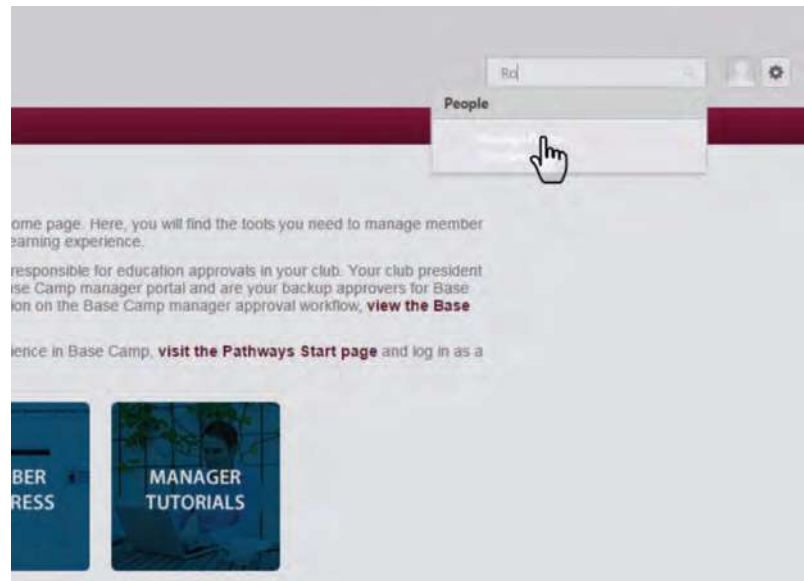 Ro
People
ome page. Here, you will find the tools you need to manage member
earning experience.
responsible for education approvals in your club. Your club president
se Camp manager portal and are your backup approvers for Base
ion on the Base Camp manager approval workflow, view the Base
ience in Base Camp, visit the Pathways Start page and log in as a
BER
RESS
MANAGER
TUTORIALS